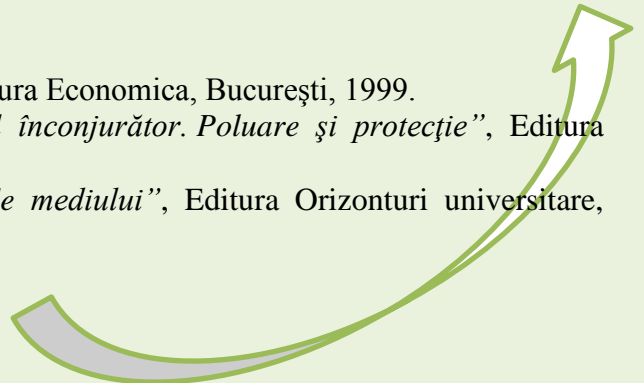 ura Economica, Bucureşti, 1999.
înconjurător. Poluare şi protecţie”, Editura
e mediului”, Editura Orizonturi universitare,